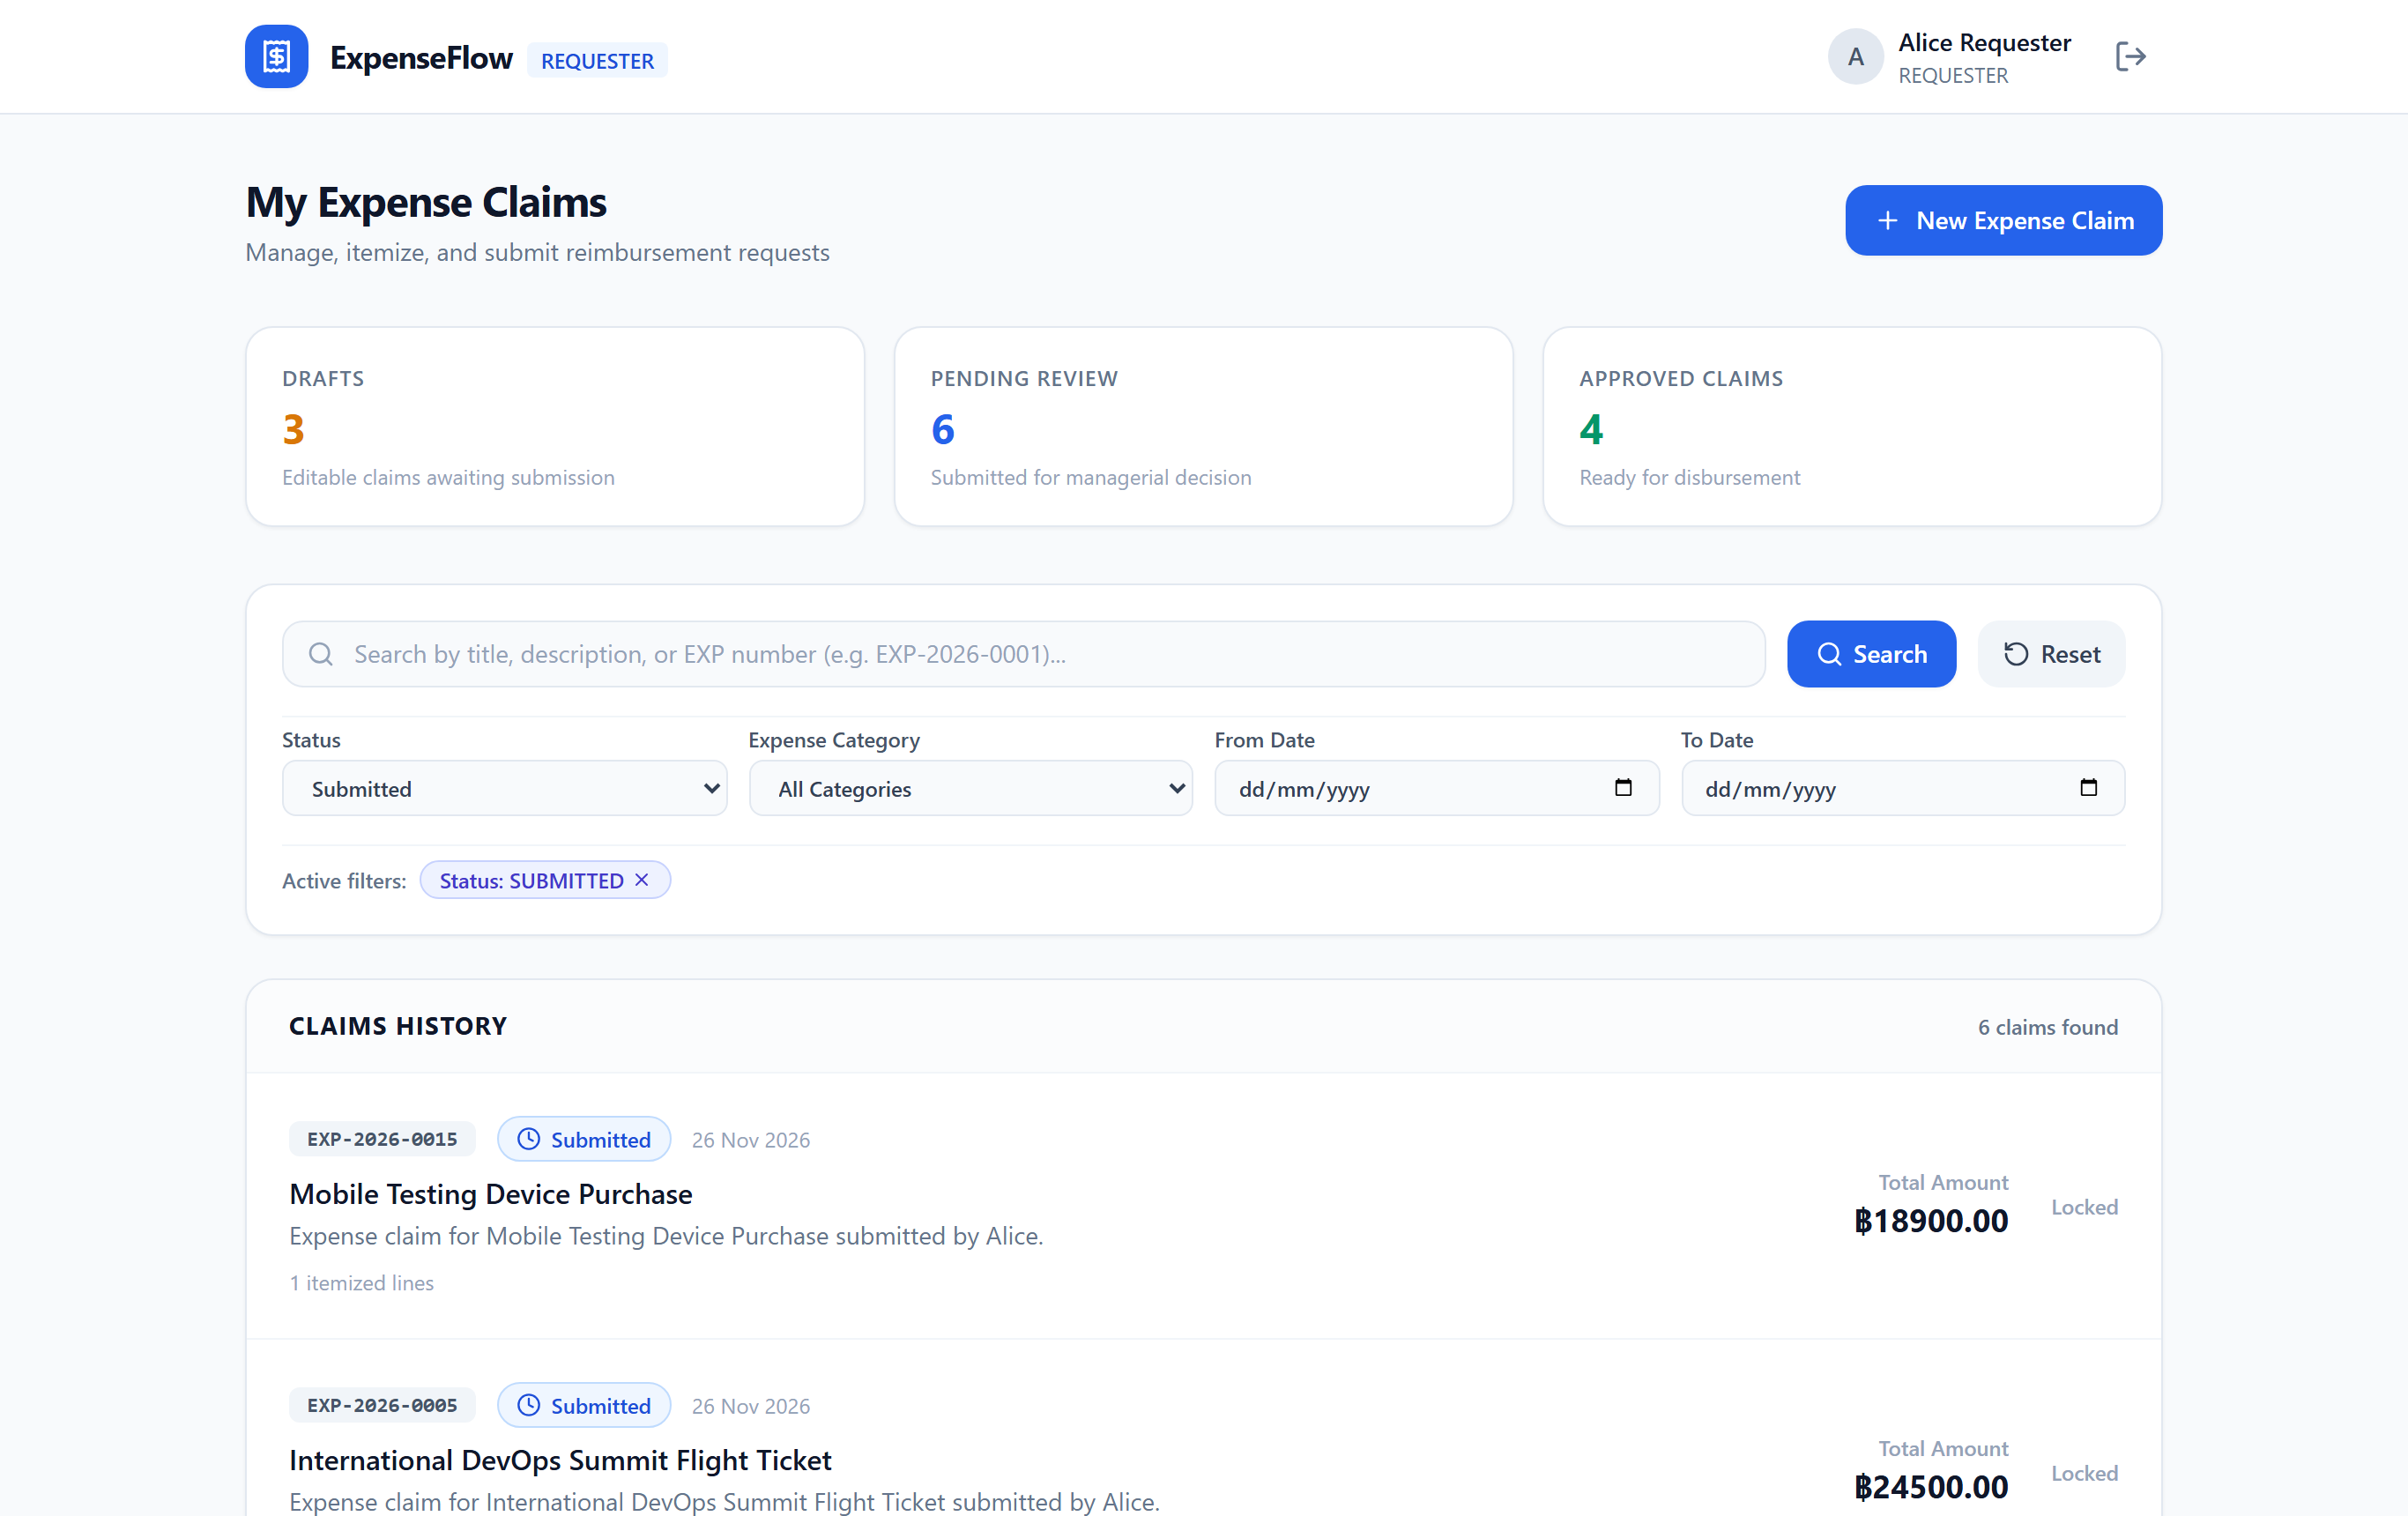 ExpenseFlow REQUESTER
A
Alice Requester
REQUESTER
My Expense Claims
Manage, itemize, and submit reimbursement requests
+ New Expense Claim
DRAFTS
3
Editable claims awaiting submission
PENDING REVIEW
6
Submitted for managerial decision
APPROVED CLAIMS
4
Ready for disbursement
Search by title, description, or EXP number (e.g. EXP-2026-0001)...
Search
Reset
Status
Submitted
Expense Category
All Categories
From Date
dd/mm/yyyy
To Date
dd/mm/yyyy
Active filters: Status: SUBMITTED ×
CLAIMS HISTORY
6 claims found
EXP-2026-0015 Submitted 26 Nov 2026
Mobile Testing Device Purchase
Expense claim for Mobile Testing Device Purchase submitted by Alice.
1 itemized lines
Total Amount
฿18900.00
Locked
EXP-2026-0005 Submitted 26 Nov 2026
International DevOps Summit Flight Ticket
Expense claim for International DevOps Summit Flight Ticket submitted by Alice.
Total Amount
฿24500.00
Locked